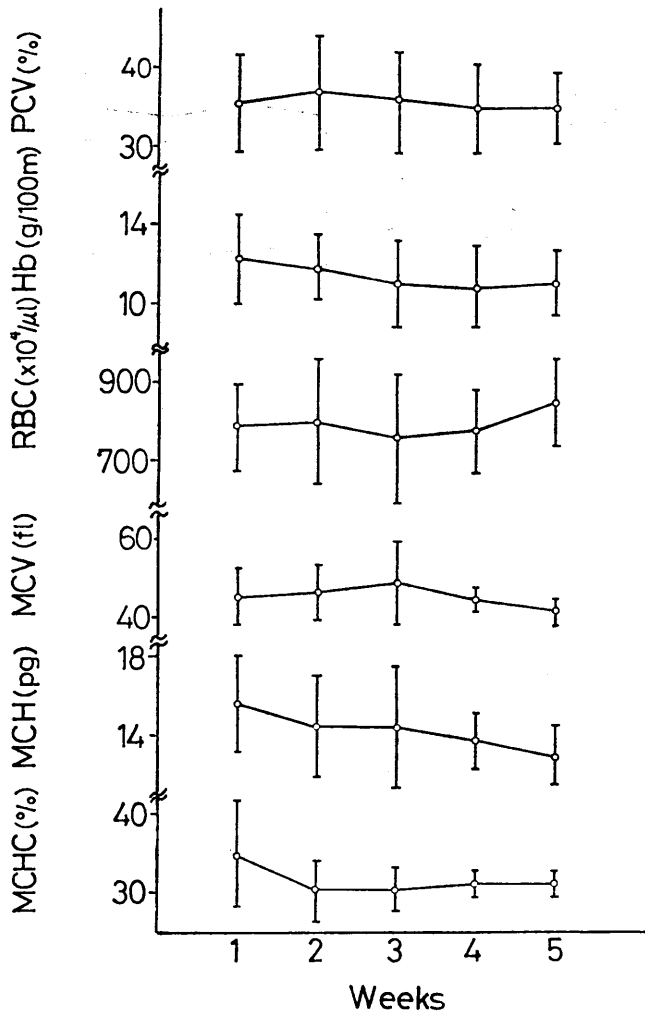 PCV (%)
40
30
Hb (g/100m)
14
10
RBC (x10⁴/μl)
900
700
MCV (fl)
60
40
MCH (pg)
18
14
MCHC (%)
40
30
1 2 3 4 5
Weeks